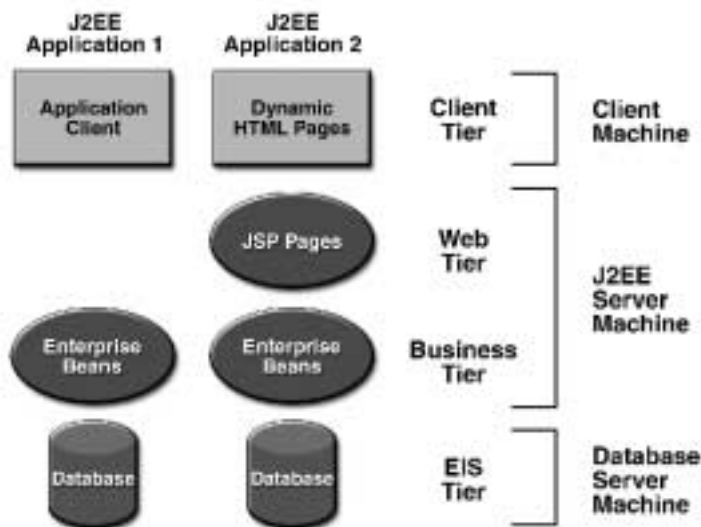 J2EE
Application 1
J2EE
Application 2
Application
Client
Dynamic
HTML Pages
Client
Tier
Client
Machine
JSP Pages
Web
Tier
J2EE
Server
Machine
Enterprise
Beans
Enterprise
Beans
Business
Tier
Database
Database
EIS
Tier
Database
Server
Machine